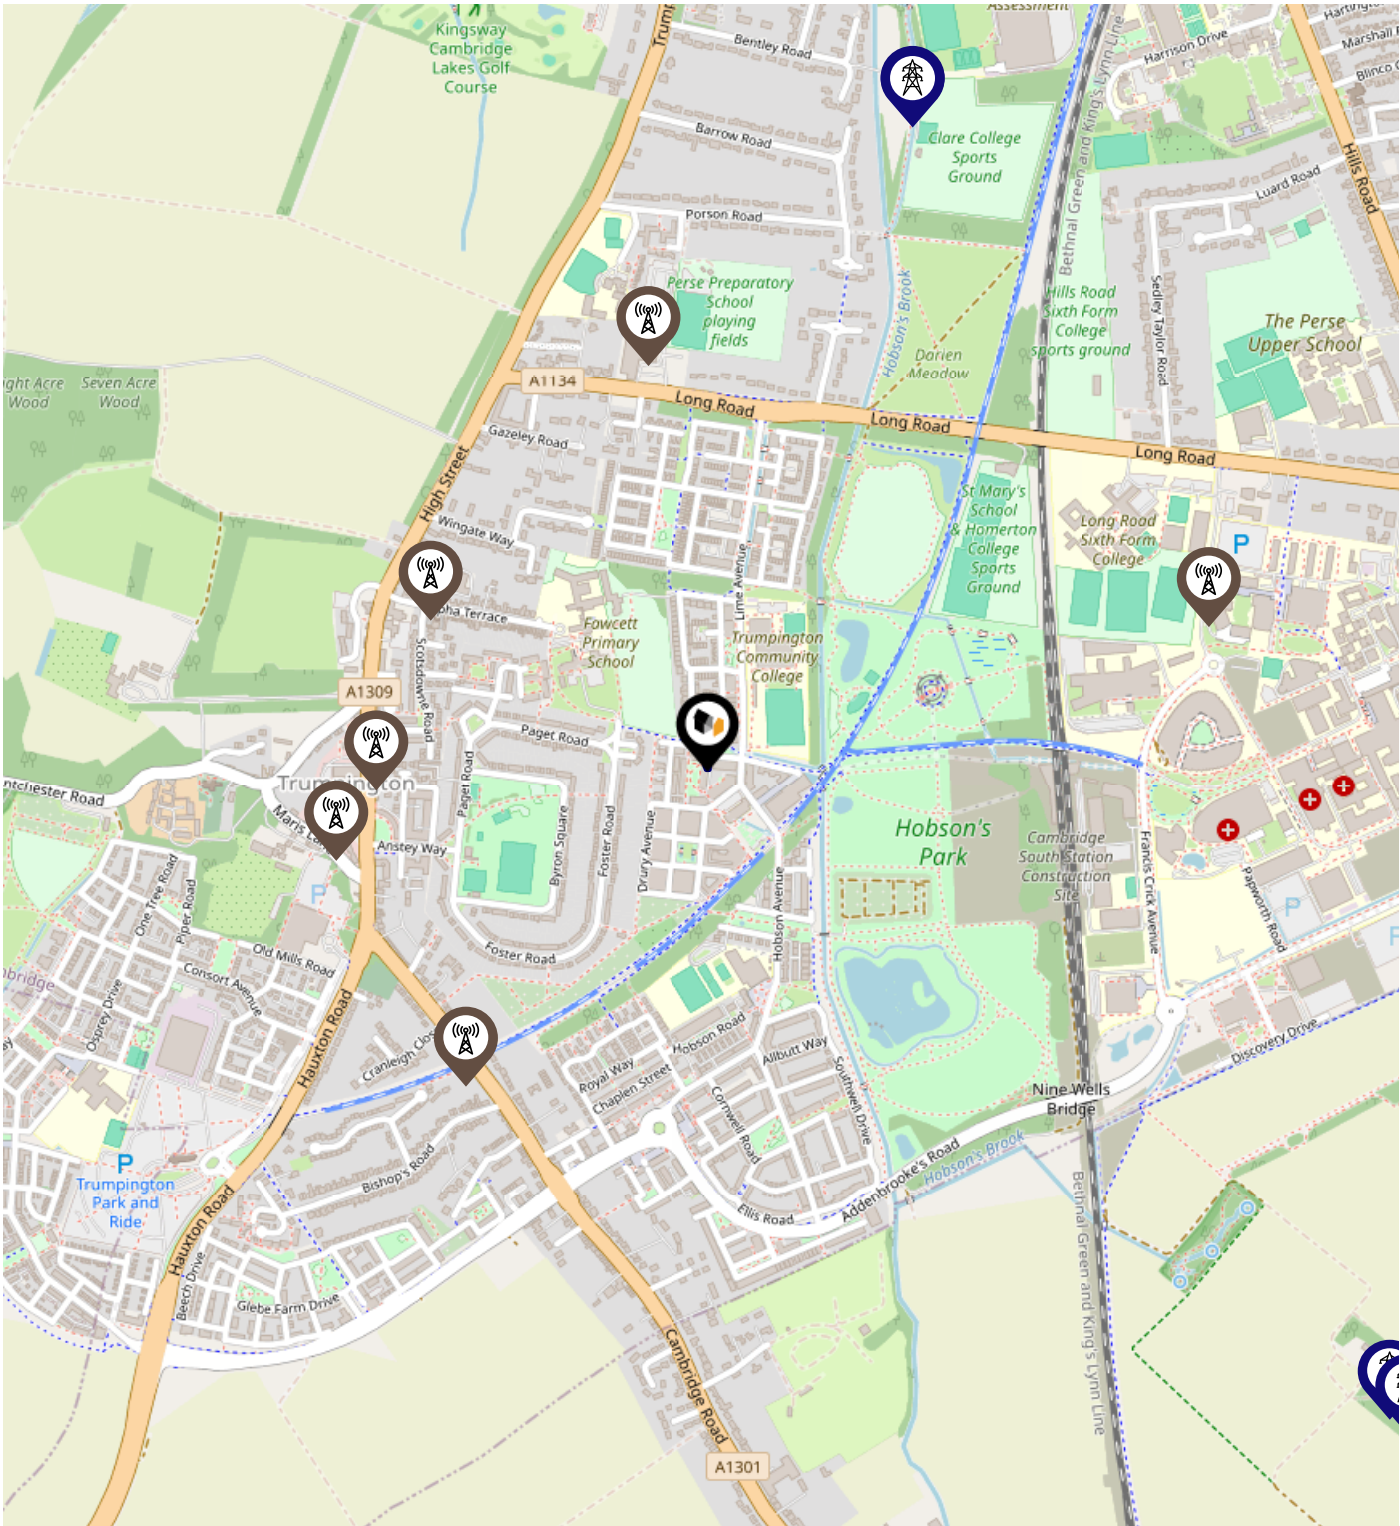 Assessment
Kingsway
Cambridge
Lakes Golf
Course
Bentley Road
Harrison Drive
Bethnal Green and King's Lynn Line
Barrow Road
Clare College
Sports
Ground
Hills Road
Luard Road
Porson Road
Perse Preparatory
School
playing
fields
Hobson's Brook
Hills Road
Sixth Form
College
sports ground
Sedley Taylor Road
The Perse
Upper School
Darien
Meadow
Seven Acre
Wood
Wood
A1134
Long Road
Long Road
Long Road
Gazeley Road
High Street
Wingate Way
St Mary's
School
& Homerton
College
Sports
Ground
Long Road
Sixth Form
College
P
Lime Avenue
Terrace
Fawcett
Primary
School
Trumpington
Community
College
Scotsdowne Road
A1309
Paget Road
Paget Road
Anstey Way
Byron Square
Foster Road
Drury Avenue
Foster Road
Hobson Avenue
Hobson's
Park
Cambridge
South Station
Construction
Site
Francis Crick Avenue
Papworth Road
P
P
One Tree Road
Piper Road
Old Mills Road
Consort Avenue
Osprey Drive
Hauxton Road
Cranleigh Close
Royal Way
Chaplen Street
Hobson Road
Allbutt Way
Cornwell Road
Southwell Drive
Discovery Drive
Nine Wells
Bridge
Addenbrooke's Road
Hobson's Brook
Ellis Road
Bishop's Road
P
Trumpington
Park and
Ride
Hauxton Road
Beech Drive
Glebe Farm Drive
Bethnal Green and King's Lynn Line
Cambridge Road
A1301